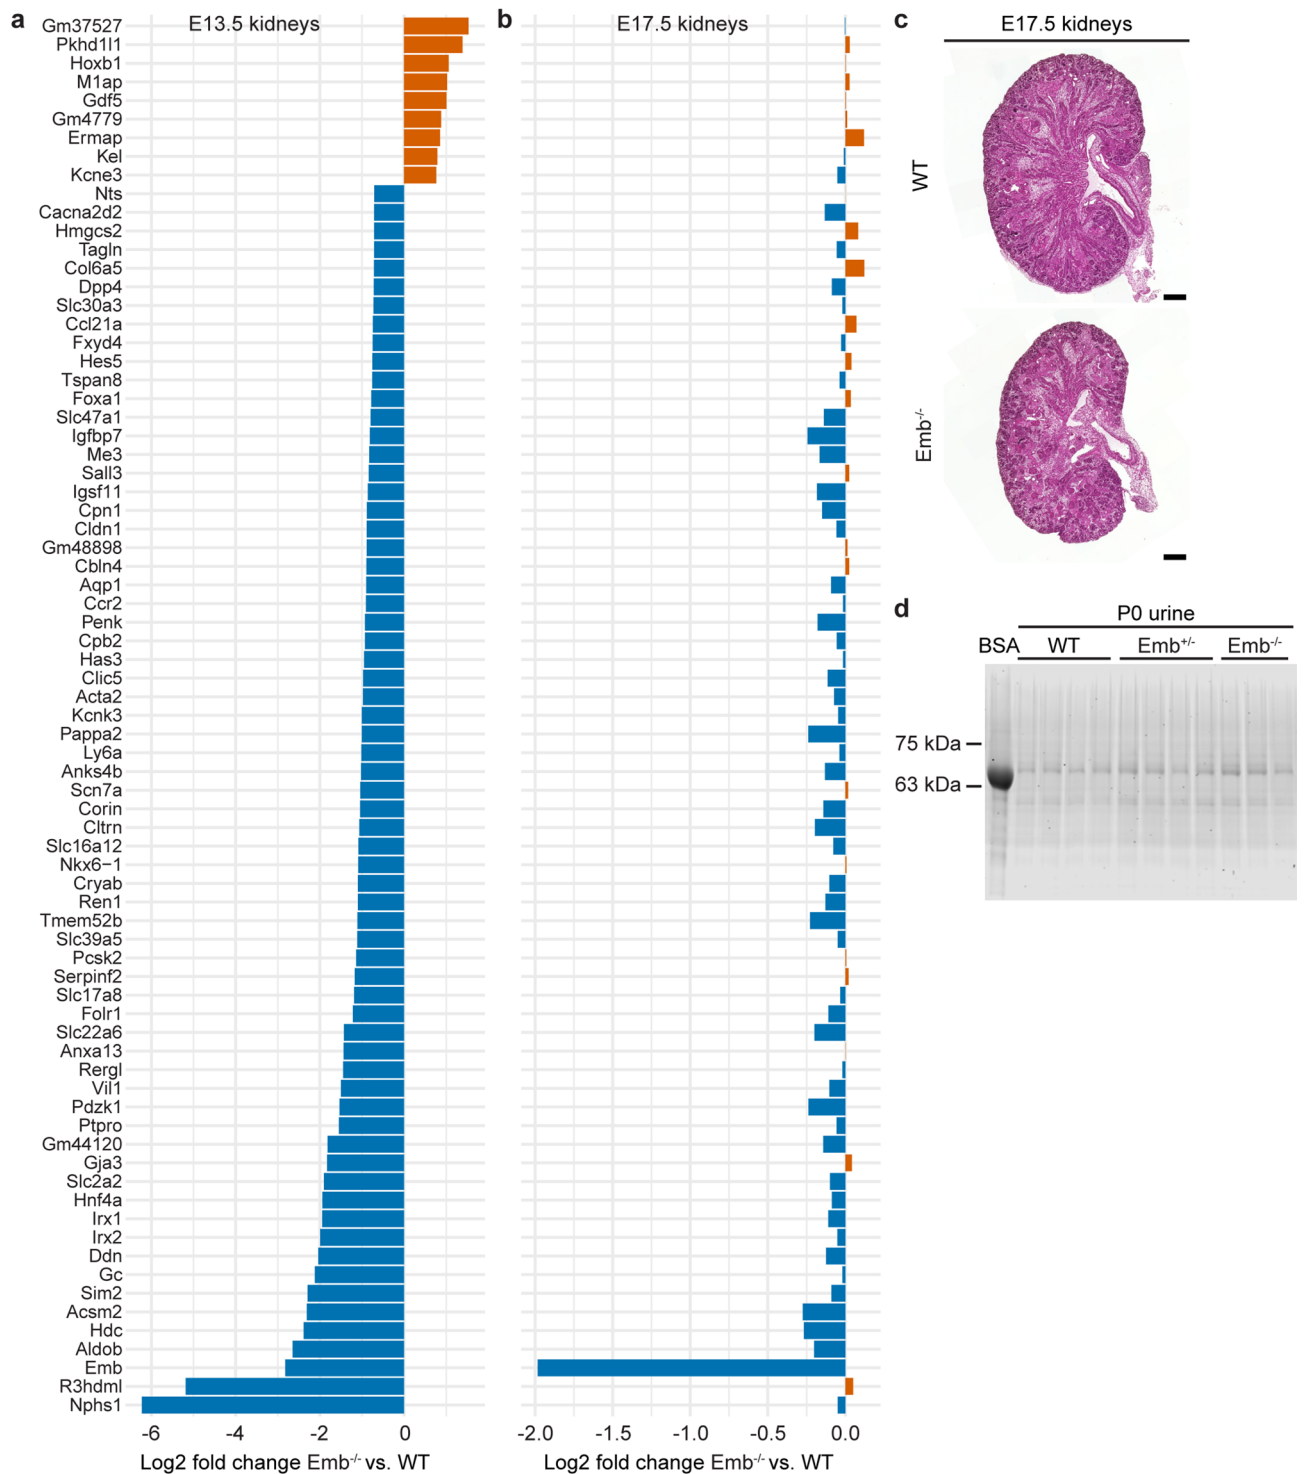 a
E13.5 kidneys
Gm37527
Pkhd1l1
Hoxb1
M1ap
Gdf5
Gm4779
Ermap
Kel
Kcne3
Nts
Cacna2d2
Hmgcs2
Tagln
Col6a5
Dpp4
Slc30a3
Ccl21a
Fxyd4
Hes5
Tspan8
Foxa1
Slc47a1
Igfbp7
Me3
Sall3
Igsf11
Cpn1
Cldn1
Gm48898
Cbln4
Aqp1
Ccr2
Penk
Cpb2
Has3
Clic5
Acta2
Kcnk3
Pappa2
Ly6a
Anks4b
Scn7a
Corin
Cltrn
Slc16a12
Nkx6−1
Cryab
Ren1
Tmem52b
Slc39a5
Pcsk2
Serpinf2
Slc17a8
Folr1
Slc22a6
Anxa13
Rergl
Vil1
Pdzk1
Ptpro
Gm44120
Gja3
Slc2a2
Hnf4a
Irx1
Irx2
Ddn
Gc
Sim2
Acsm2
Hdc
Aldob
Emb
R3hdml
Nphs1
-6 -4 -2 0
Log2 fold change Emb-/- vs. WT
b
E17.5 kidneys
-2.0 -1.5 -1.0 -0.5 0.0
Log2 fold change Emb-/- vs. WT
c
E17.5 kidneys
WT
Emb-/-
d
P0 urine
BSA WT Emb+/- Emb-/-
75 kDa
63 kDa